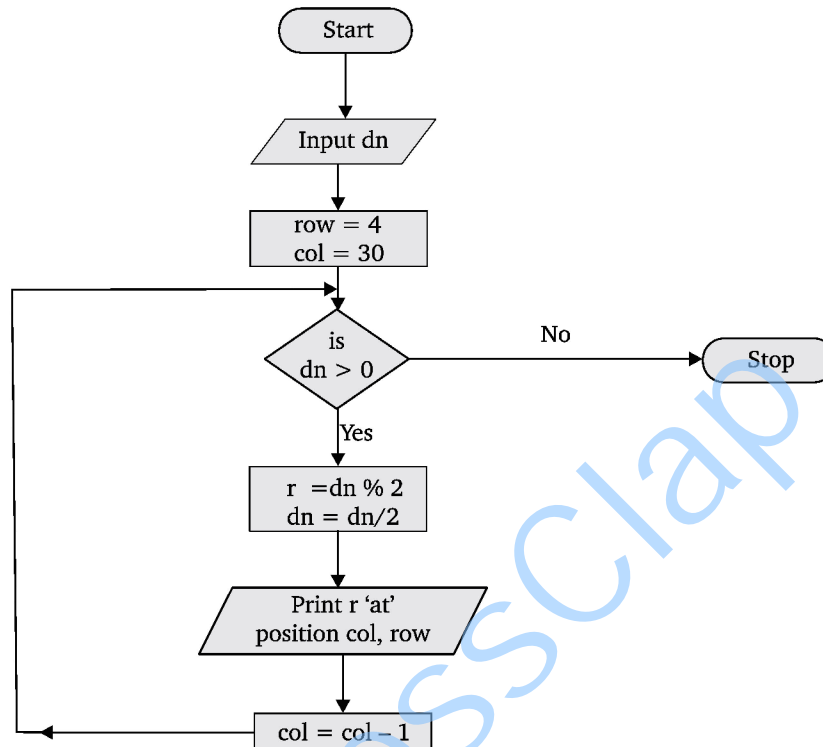 Start
Input dn
row = 4
col = 30
is
dn > 0
No
Stop
Yes
r =dn % 2
dn = dn/2
Print r ‘at’
position col, row
col = col – 1